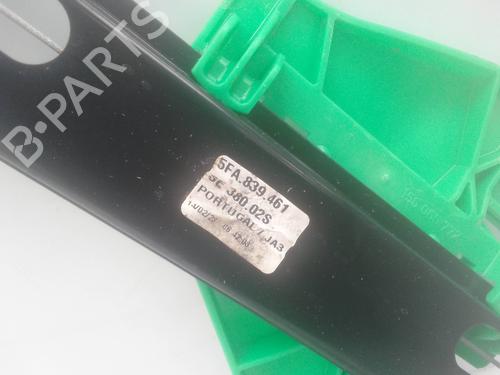 B-PARTS
5FA.839.461
SE 380.02S
PORTUGAL / JA3